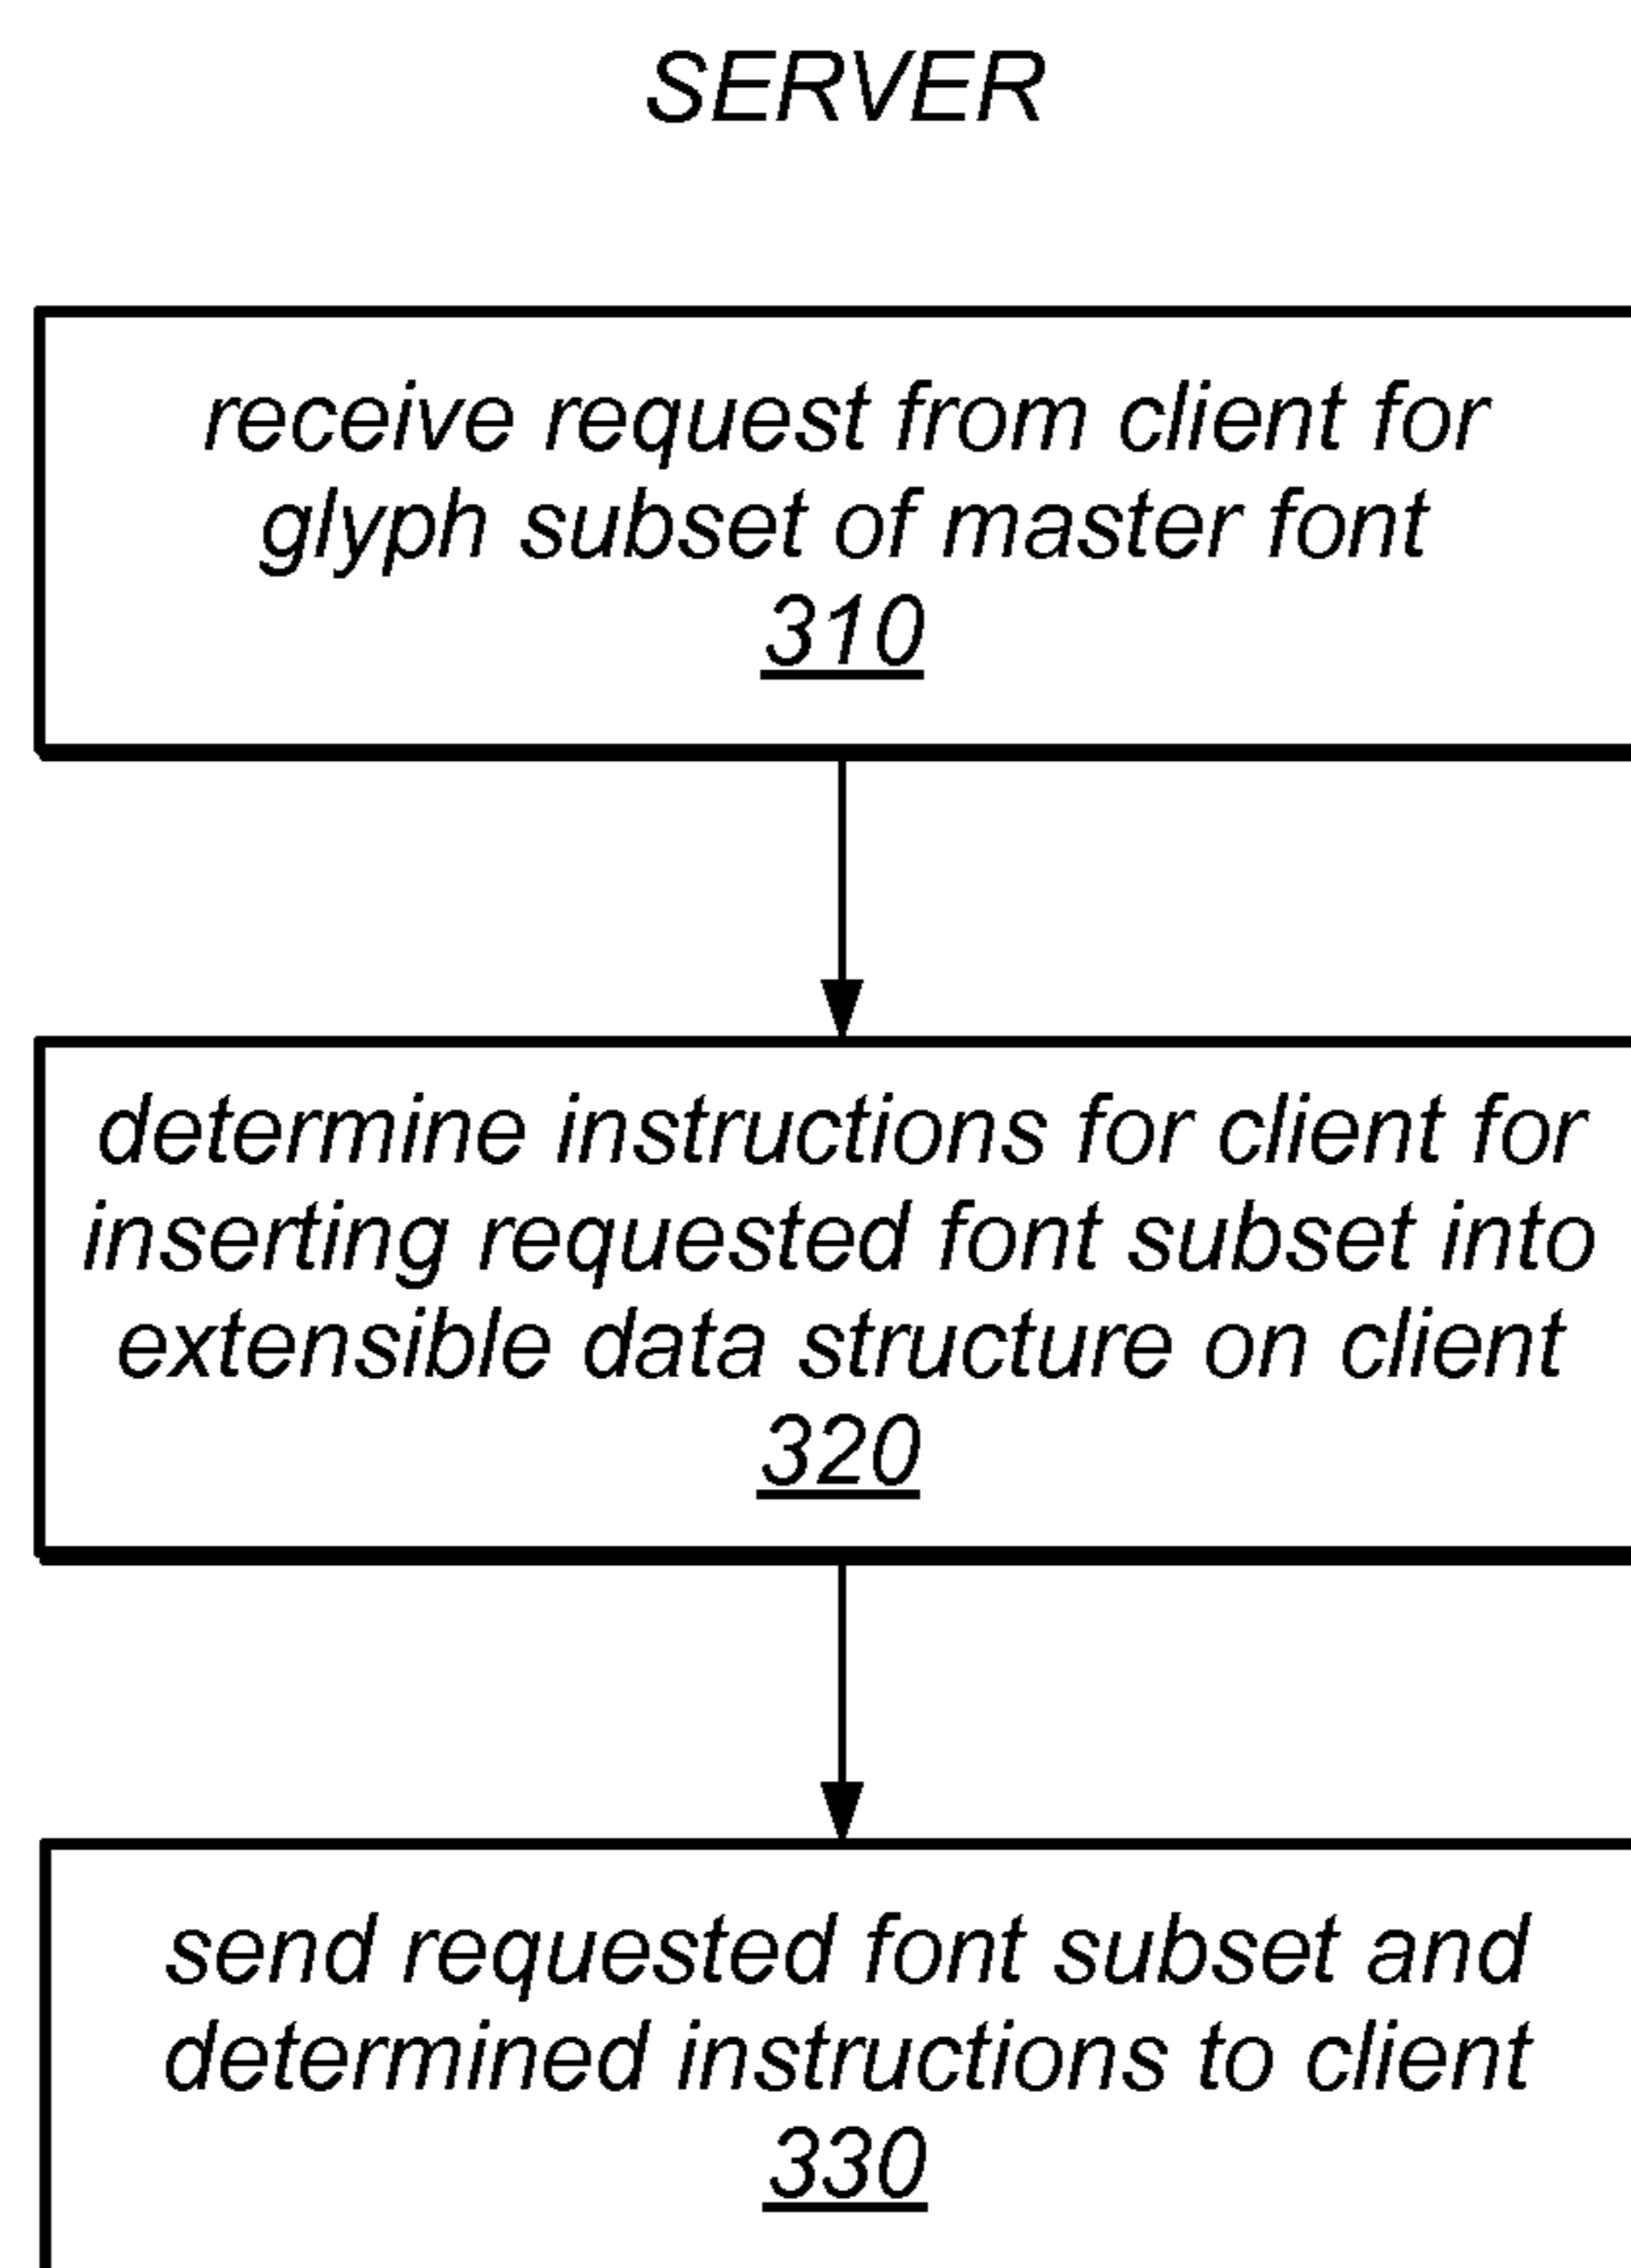 SERVER
receive request from client for
glyph subset of master font
310
determine instructions for client for
inserting requested font subset into
extensible data structure on client
320
send requested font subset and
determined instructions to client
330